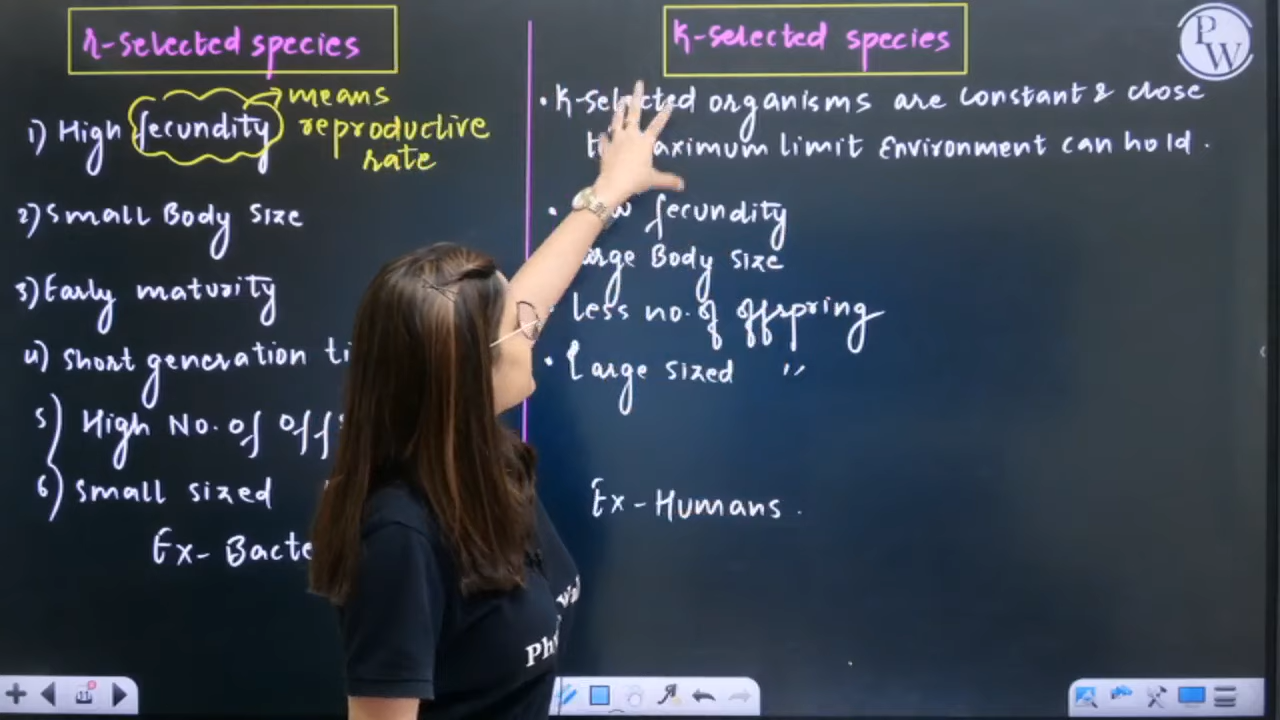 r-selected species
1) High fecundity
means
reproductive
rate
2) Small Body Size
3) Early maturity
4) Short generation
5) High No. of
6) Small sized
Ex-
K-selected species
• K-selected organisms are constant & close
maximum limit Environment can hold.
• fecundity
Body size
• Less no. of offspring
• Large sized "
Ex - Humans.
PW